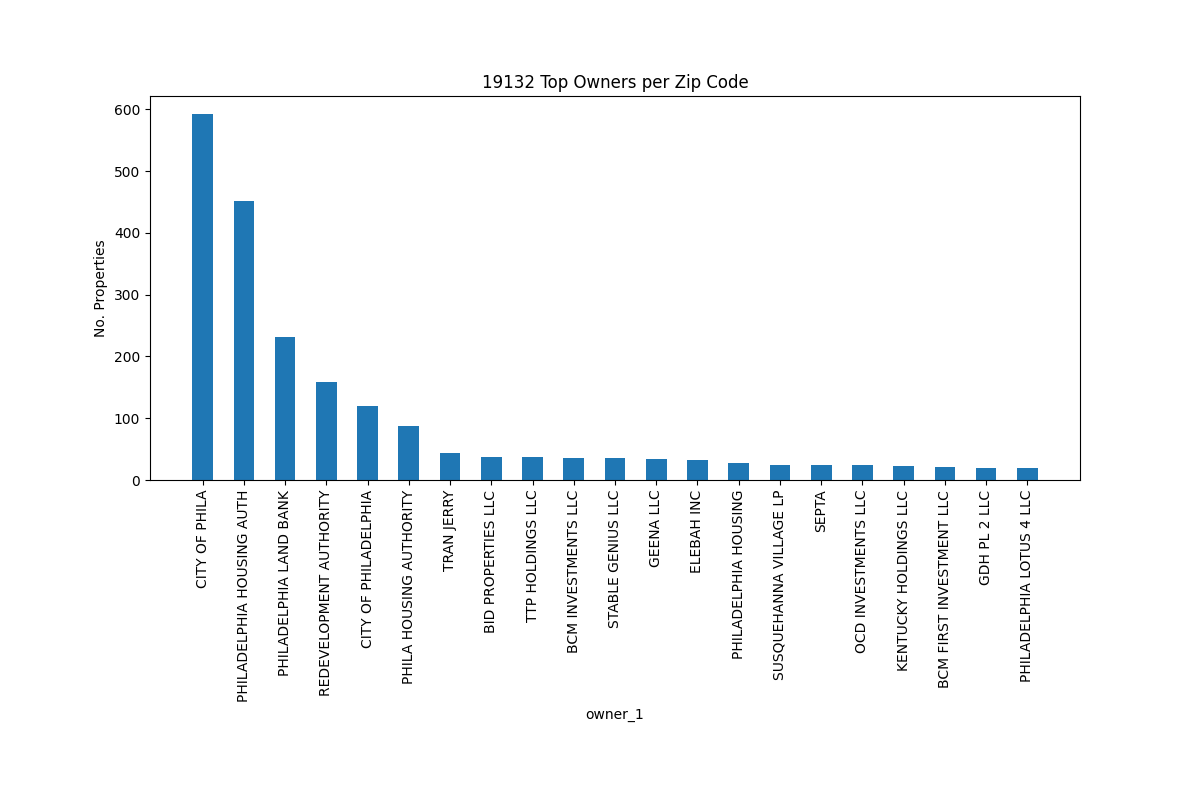 19132 Top Owners per Zip Code
No. Properties
600
500
400
300
200
100
0
CITY OF PHILA
PHILADELPHIA HOUSING AUTH
PHILADELPHIA LAND BANK
REDEVELOPMENT AUTHORITY
CITY OF PHILADELPHIA
PHILA HOUSING AUTHORITY
TRAN JERRY
BID PROPERTIES LLC
TTP HOLDINGS LLC
BCM INVESTMENTS LLC
STABLE GENIUS LLC
GEENA LLC
ELEBAH INC
PHILADELPHIA HOUSING
SUSQUEHANNA VILLAGE LP
SEPTA
OCD INVESTMENTS LLC
KENTUCKY HOLDINGS LLC
BCM FIRST INVESTMENT LLC
GDH PL 2 LLC
PHILADELPHIA LOTUS 4 LLC
owner_1